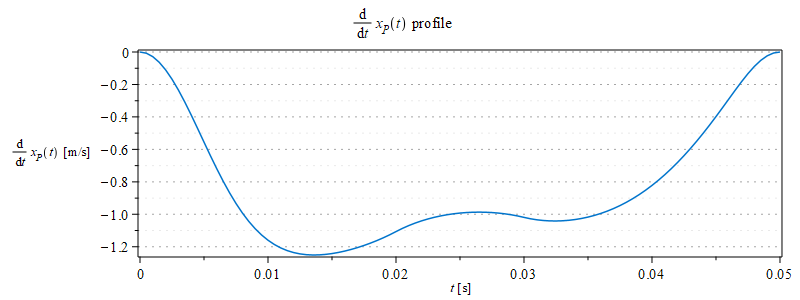 d/dt x_P(t) profile
0
−0.2
−0.4
−0.6
−0.8
−1.0
−1.2
d/dt x_P(t) [m/s]
0 0.01 0.02 0.03 0.04 0.05
t [s]